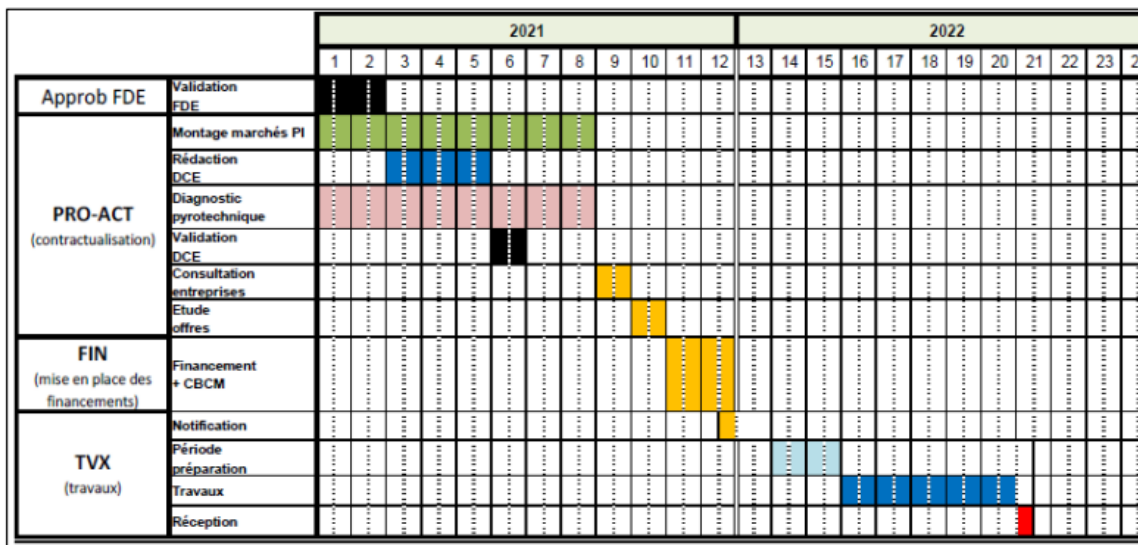 2021 2022
1 2 3 4 5 6 7 8 9 10 11 12 13 14 15 16 17 18 19 20 21 22 23
Approb FDE
Validation
FDE
PRO-ACT
(contractualisation)
Montage marchés PI
Rédaction
DCE
Diagnostic
pyrotechnique
Validation
DCE
Consultation
entreprises
Etude
offres
FIN
(mise en place des
financements)
Financement
+ CBCM
TVX
(travaux)
Notification
Période
préparation
Travaux
Réception